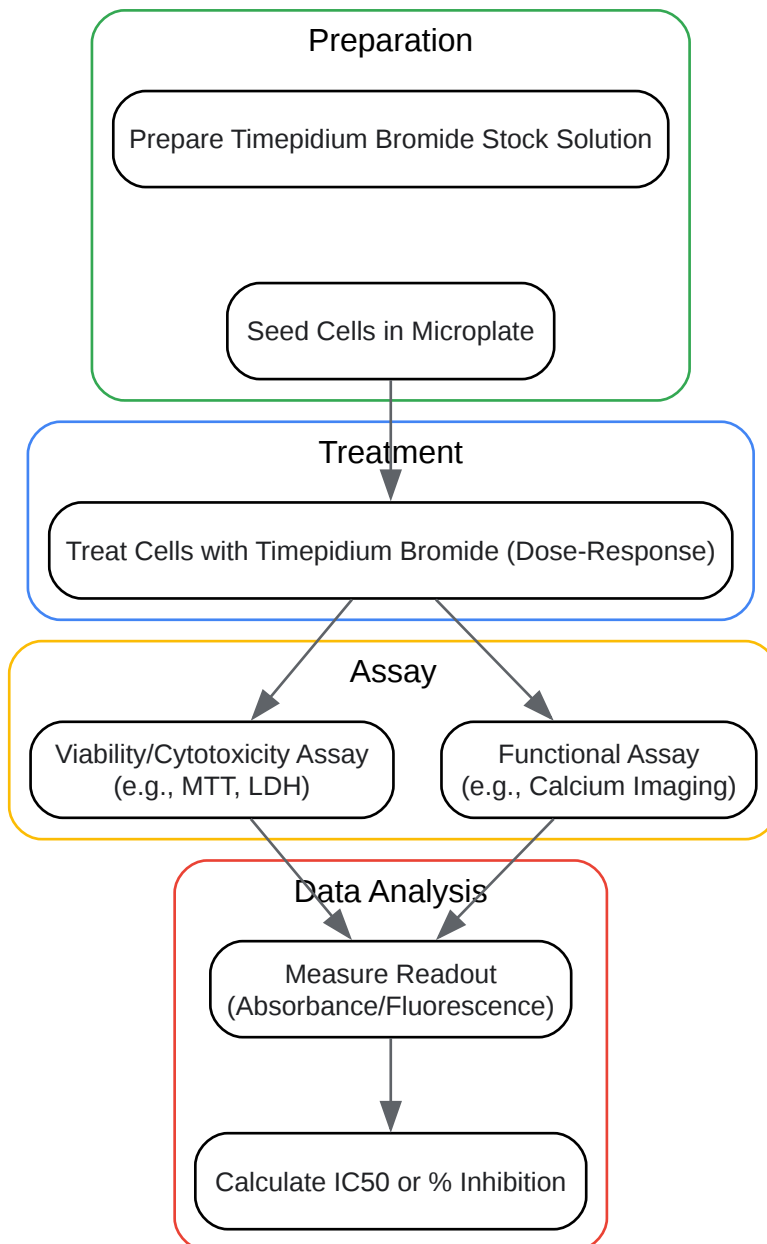 Preparation
Prepare Timepidium Bromide Stock Solution
Seed Cells in Microplate
Treatment
Treat Cells with Timepidium Bromide (Dose-Response)
Assay
Viability/Cytotoxicity Assay
(e.g., MTT, LDH)
Functional Assay
(e.g., Calcium Imaging)
Data Analysis
Measure Readout
(Absorbance/Fluorescence)
Calculate IC50 or % Inhibition